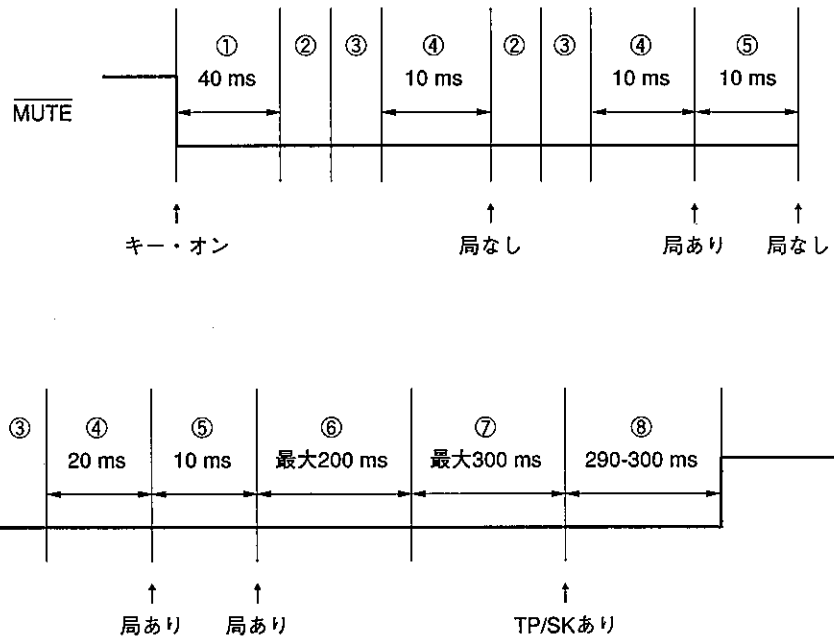 ① ② ③ ④ ② ③ ④ ⑤
40 ms 10 ms 10 ms 10 ms
MUTE
キー・オン 局なし 局あり 局なし
③ ④ ⑤ ⑥ ⑦ ⑧
20 ms 10 ms 最大200 ms 最大300 ms 290-300 ms
局あり 局あり TP/SKあり